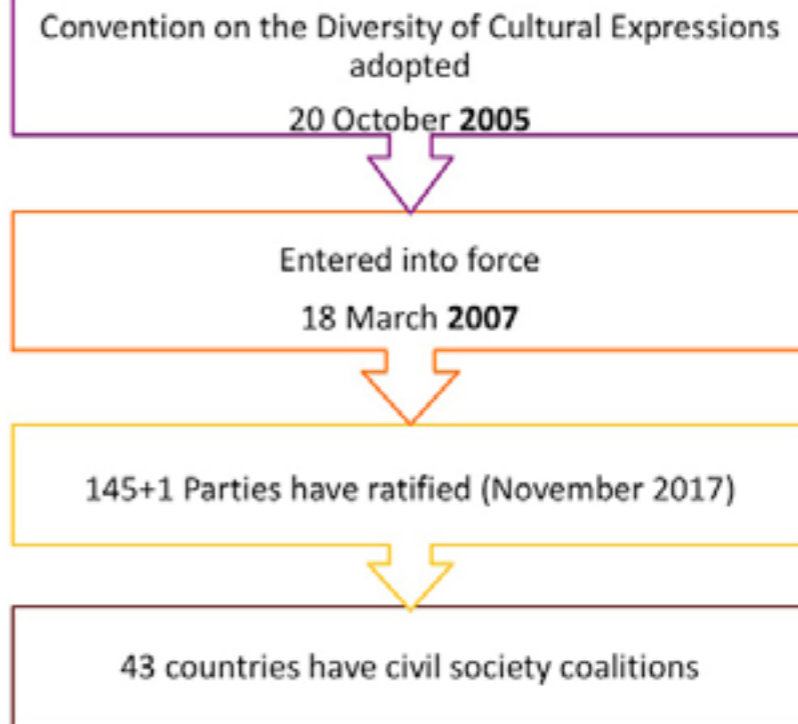 Convention on the Diversity of Cultural Expressions
adopted
20 October 2005
Entered into force
18 March 2007
145+1 Parties have ratified (November 2017)
43 countries have civil society coalitions